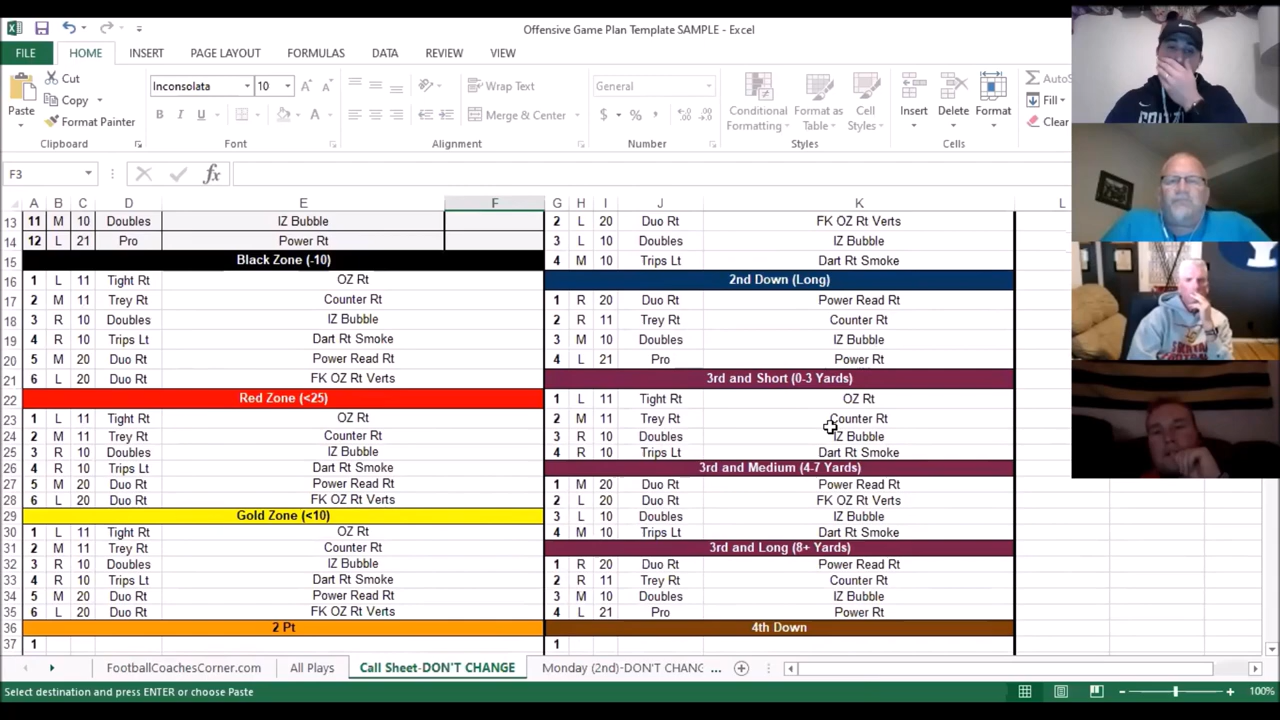 Offensive Game Plan Template SAMPLE - Excel
FILE HOME INSERT PAGE LAYOUT FORMULAS DATA REVIEW VIEW
Paste Cut Copy Format Painter Clipboard
Inconsolata 10 B I U A A A Font
Wrap Text Merge & Center Alignment
General $ % , Number
Conditional Formatting Format as Table Cell Styles Styles
Insert Delete Format Cells
AutoS Fill Clear
F3 fx
A B C D E F G H I J K L
13 11 M 10 Doubles IZ Bubble 2 L 20 Duo Rt FK OZ Rt Verts
14 12 L 21 Pro Power Rt 3 L 10 Doubles IZ Bubble
15 Black Zone (-10) 4 M 10 Trips Lt Dart Rt Smoke
16 1 L 11 Tight Rt OZ Rt 2nd Down (Long)
17 2 M 11 Trey Rt Counter Rt 1 R 20 Duo Rt Power Read Rt
18 3 R 10 Doubles IZ Bubble 2 R 11 Trey Rt Counter Rt
19 4 R 10 Trips Lt Dart Rt Smoke 3 M 10 Doubles IZ Bubble
20 5 M 20 Duo Rt Power Read Rt 4 L 21 Pro Power Rt
21 6 L 20 Duo Rt FK OZ Rt Verts 3rd and Short (0-3 Yards)
22 Red Zone (<25) 1 L 11 Tight Rt OZ Rt
23 1 L 11 Tight Rt OZ Rt 2 M 11 Trey Rt Counter Rt
24 2 M 11 Trey Rt Counter Rt 3 R 10 Doubles IZ Bubble
25 3 R 10 Doubles IZ Bubble 4 R 10 Trips Lt Dart Rt Smoke
26 4 R 10 Trips Lt Dart Rt Smoke 3rd and Medium (4-7 Yards)
27 5 M 20 Duo Rt Power Read Rt 1 M 20 Duo Rt Power Read Rt
28 6 L 20 Duo Rt FK OZ Rt Verts 2 L 20 Duo Rt FK OZ Rt Verts
29 Gold Zone (<10) 3 L 10 Doubles IZ Bubble
30 1 L 11 Tight Rt OZ Rt 4 M 10 Trips Lt Dart Rt Smoke
31 2 M 11 Trey Rt Counter Rt 3rd and Long (8+ Yards)
32 3 R 10 Doubles IZ Bubble 1 R 20 Duo Rt Power Read Rt
33 4 R 10 Trips Lt Dart Rt Smoke 2 R 11 Trey Rt Counter Rt
34 5 M 20 Duo Rt Power Read Rt 3 M 10 Doubles IZ Bubble
35 6 L 20 Duo Rt FK OZ Rt Verts 4 L 21 Pro Power Rt
36 2 Pt 4th Down
37 1 1
FootballCoachesCorner.com All Plays Call Sheet-DON'T CHANGE Monday (2nd)-DON'T CHANG ...
Select destination and press ENTER or choose Paste 100%